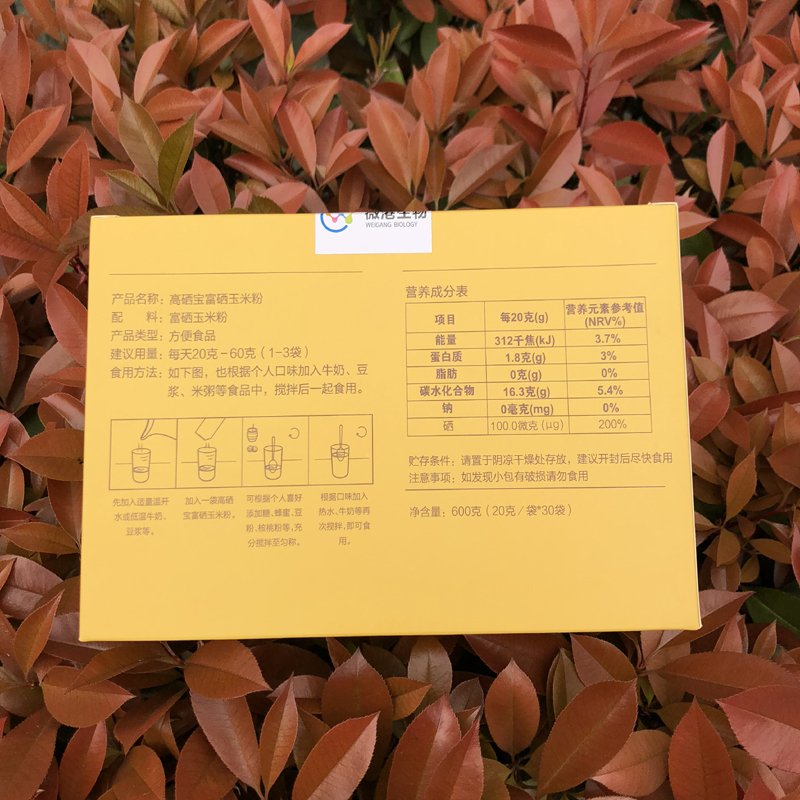 微港生物
WEIGANG BIOLOGY
产品名称：高硒宝富硒玉米粉
配 料：富硒玉米粉
产品类型：方便食品
建议用量：每天20克－60克（1-3袋）
食用方法：如下图，也根据个人口味加入牛奶、豆
浆、米粥等食品中，搅拌后一起食用。
先加入适量温开
水或低温牛奶、
豆浆等。
加入一袋高硒
宝富硒玉米粉。
可根据个人喜好
添加糖、蜂蜜、豆
粉、核桃粉等，充
分搅拌至匀称。
根据口味加入
热水、牛奶等再
次搅拌，即可食
用。
营养成分表
项目 每20克(g) 营养元素参考值
(NRV%)
能量 312千焦(kJ) 3.7%
蛋白质 1.8克(g) 3%
脂肪 0克(g) 0%
碳水化合物 16.3克(g) 5.4%
钠 0毫克(mg) 0%
硒 100.0微克(μg) 200%
贮存条件：请置于阴凉干燥处存放，建议开封后尽快食用
注意事项：如发现小包有破损请勿食用
净含量：600克（20克／袋*30袋）